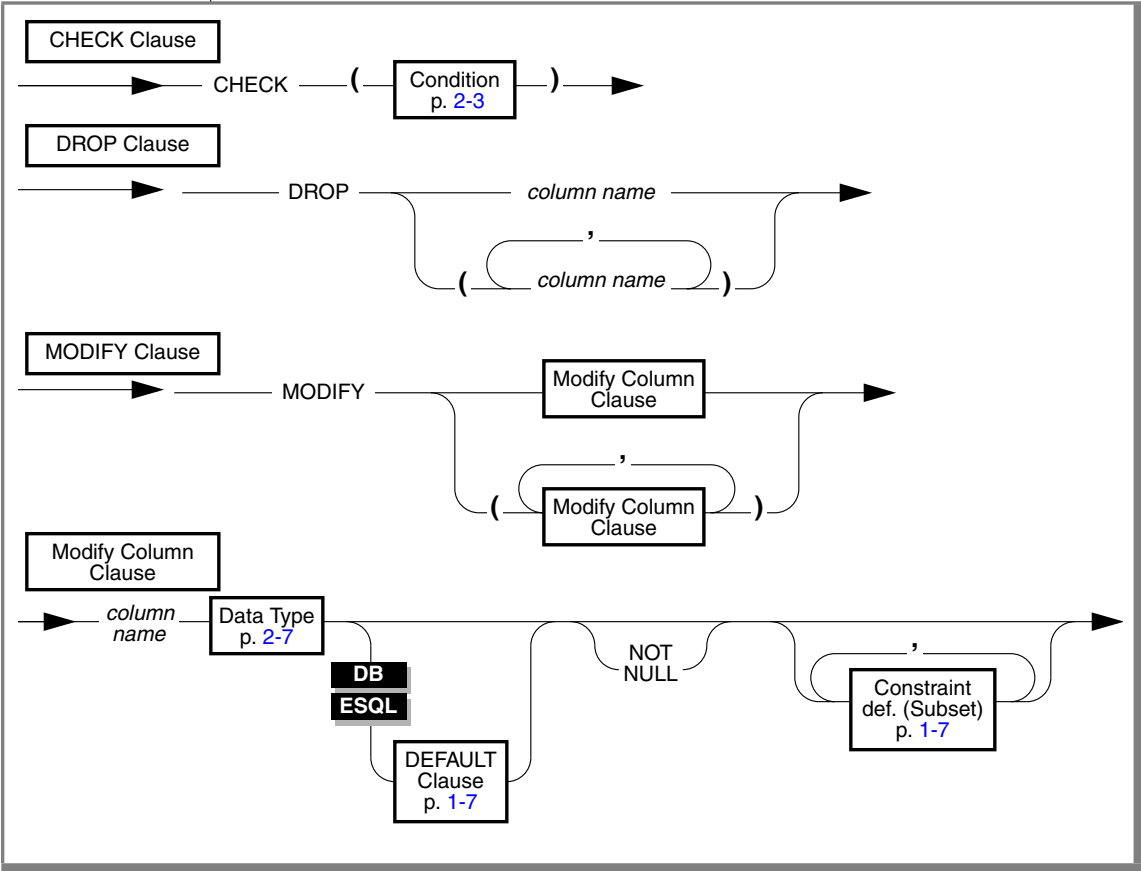 CHECK Clause
CHECK ( Condition )
p. 2-3
DROP Clause
DROP column name
,
( column name )
MODIFY Clause
MODIFY Modify Column
Clause
,
( Modify Column )
Clause
Modify Column
Clause
column
name
Data Type
p. 2-7
DB
ESQL
DEFAULT
Clause
p. 1-7
NOT
NULL
,
Constraint
def. (Subset)
p. 1-7